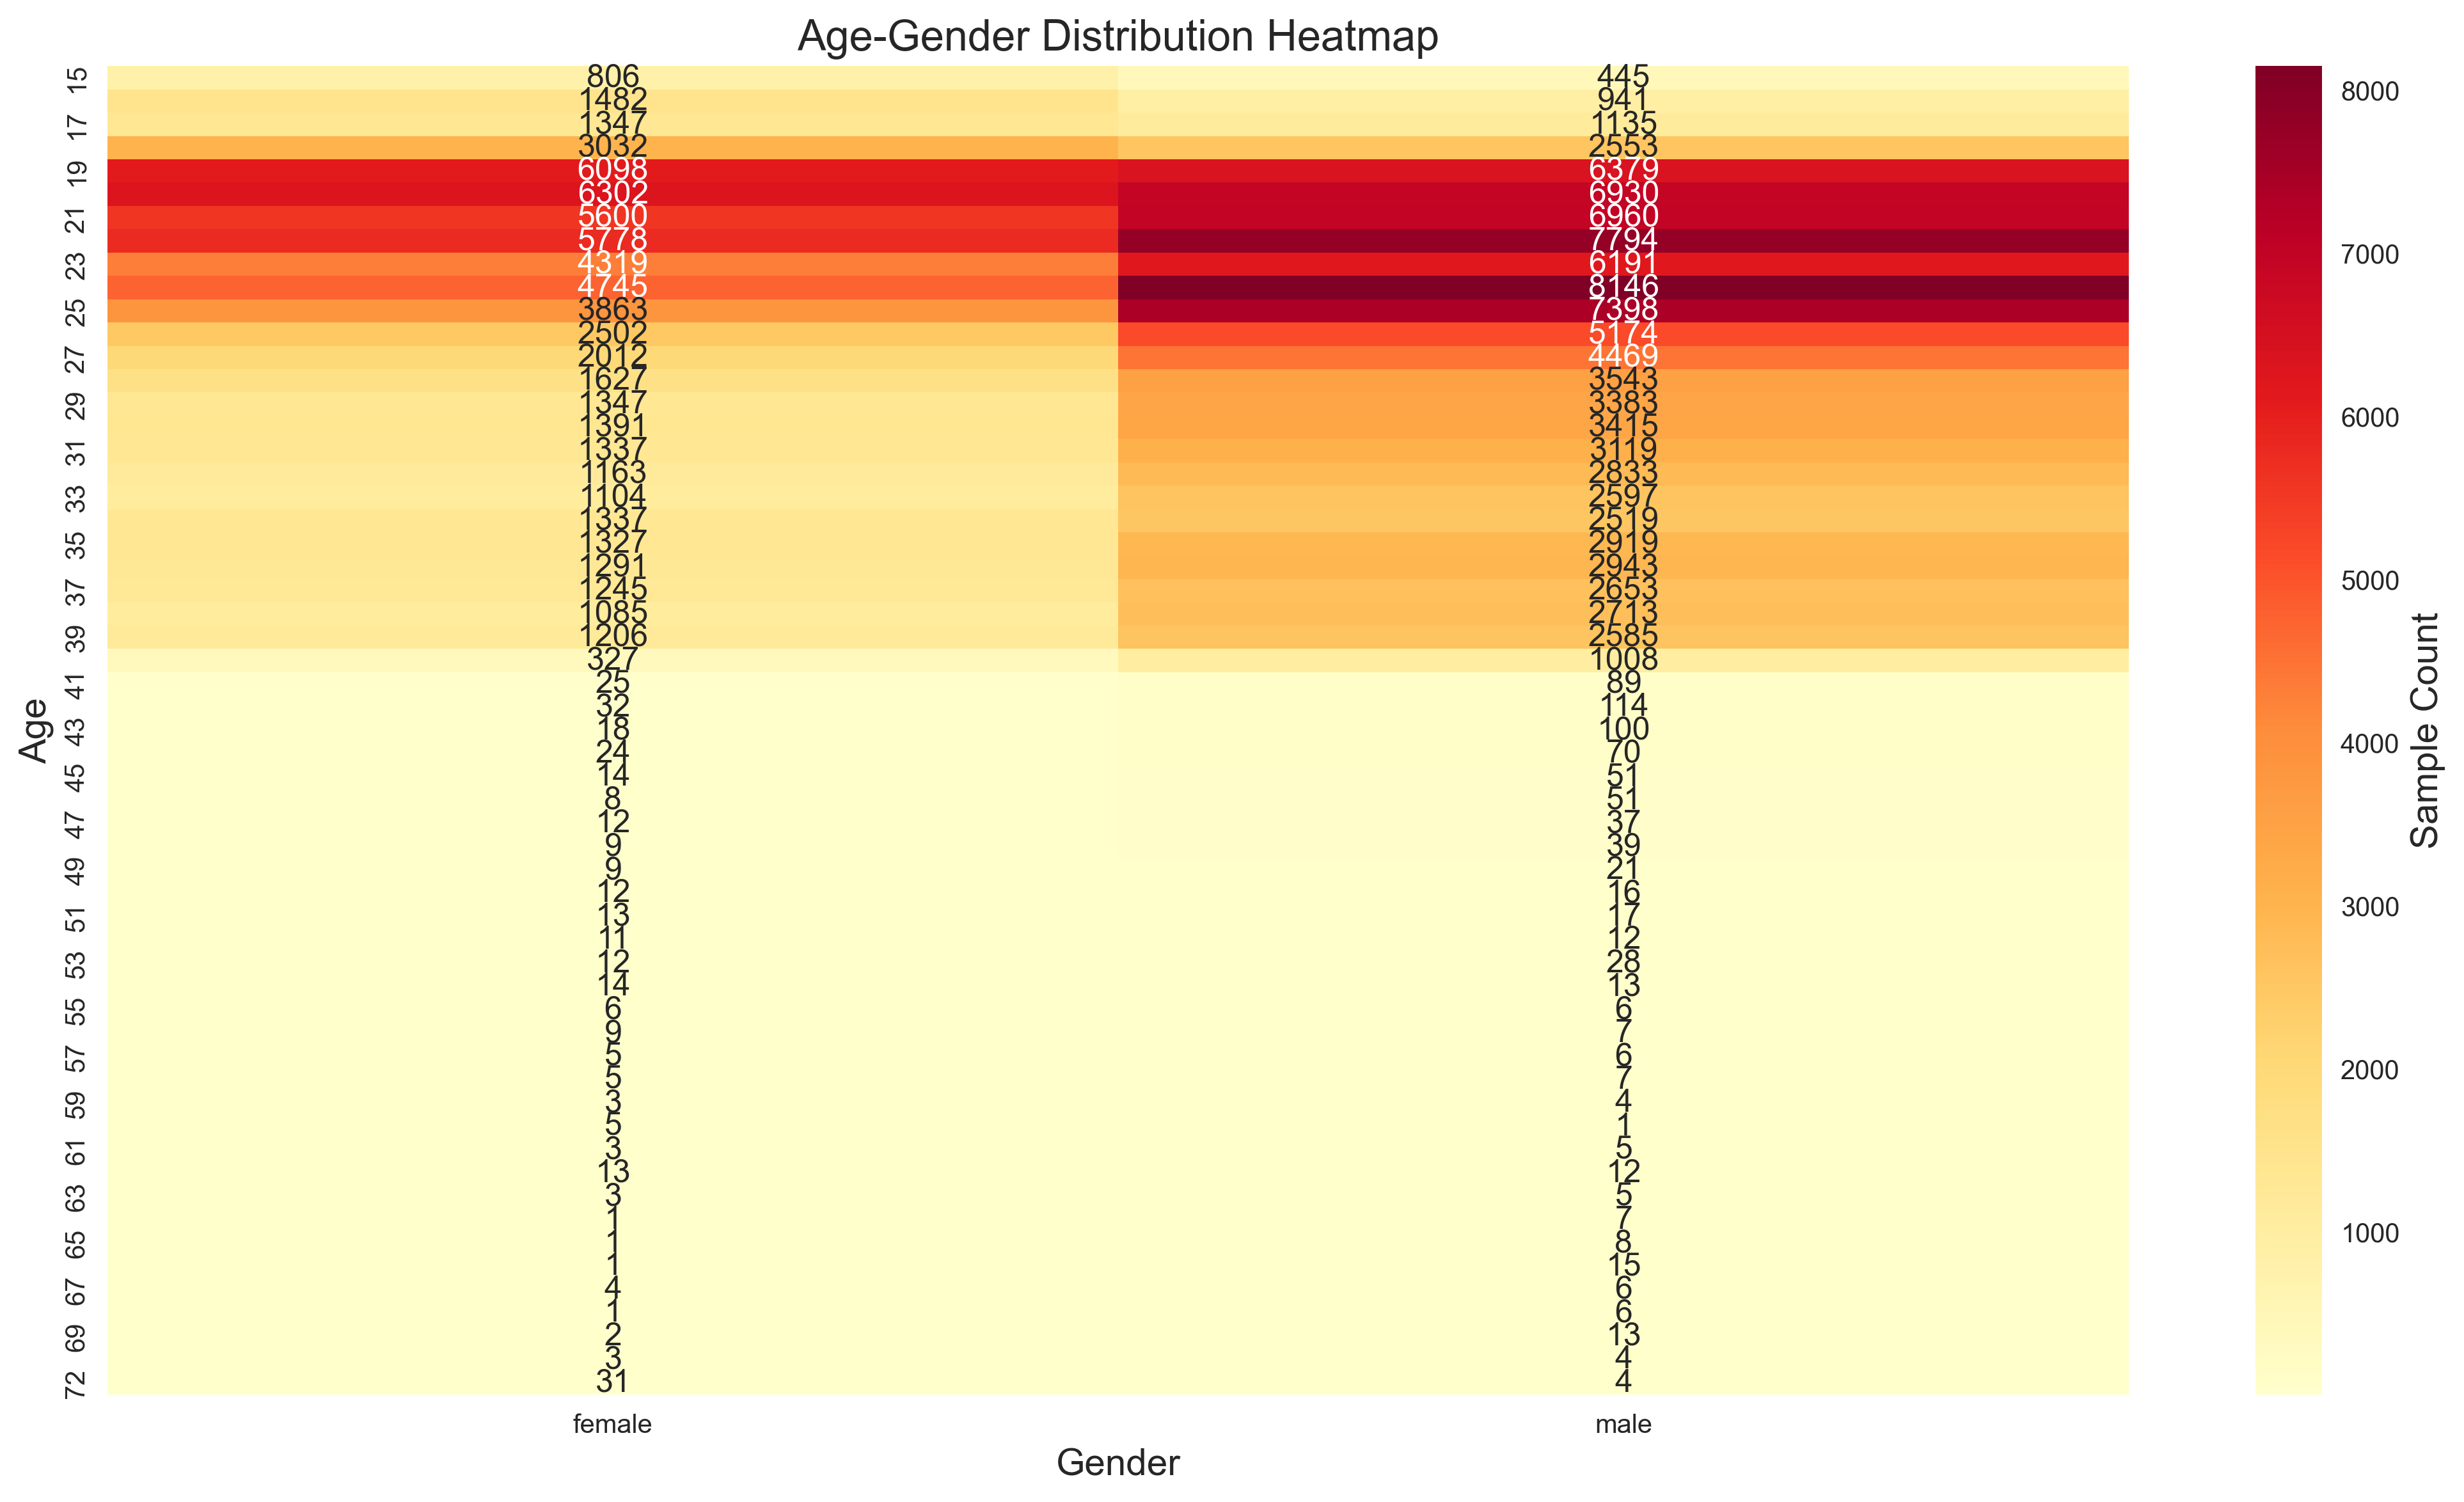 Age-Gender Distribution Heatmap
15 806 445
1482 941
17 1347 1135
3032 2553
19 6098 6379
6302 6930
21 5600 6960
5778 7794
23 4319 6191
4745 8146
25 3863 7398
2502 5174
27 2012 4469
1627 3543
29 1347 3383
1391 3415
31 1337 3119
1163 2833
33 1104 2597
1337 2519
35 1327 2919
1291 2943
37 1245 2653
1085 2713
39 1206 2585
327 1008
41 25 89
32 114
43 18 100
24 70
45 14 51
8 51
47 12 37
9 39
49 9 21
12 16
51 13 17
11 12
53 12 28
14 13
55 6 6
9 7
57 5 6
5 7
59 3 4
5 1
61 3 5
13 12
63 3 5
1 7
65 1 8
1 15
67 4 6
1 6
69 2 13
3 4
72 31 4
female male
Gender
Age
8000
7000
6000
5000
4000
3000
2000
1000
Sample Count